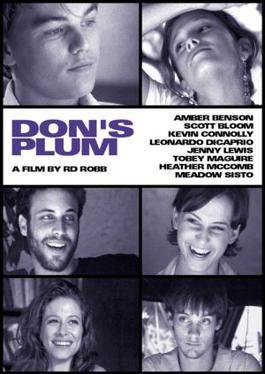 DON'S
PLUM
A FILM BY RD ROBB
AMBER BENSON
SCOTT BLOOM
KEVIN CONNOLLY
LEONARDO DICAPRIO
JENNY LEWIS
TOBEY MAGUIRE
HEATHER MCCOMB
MEADOW SISTO